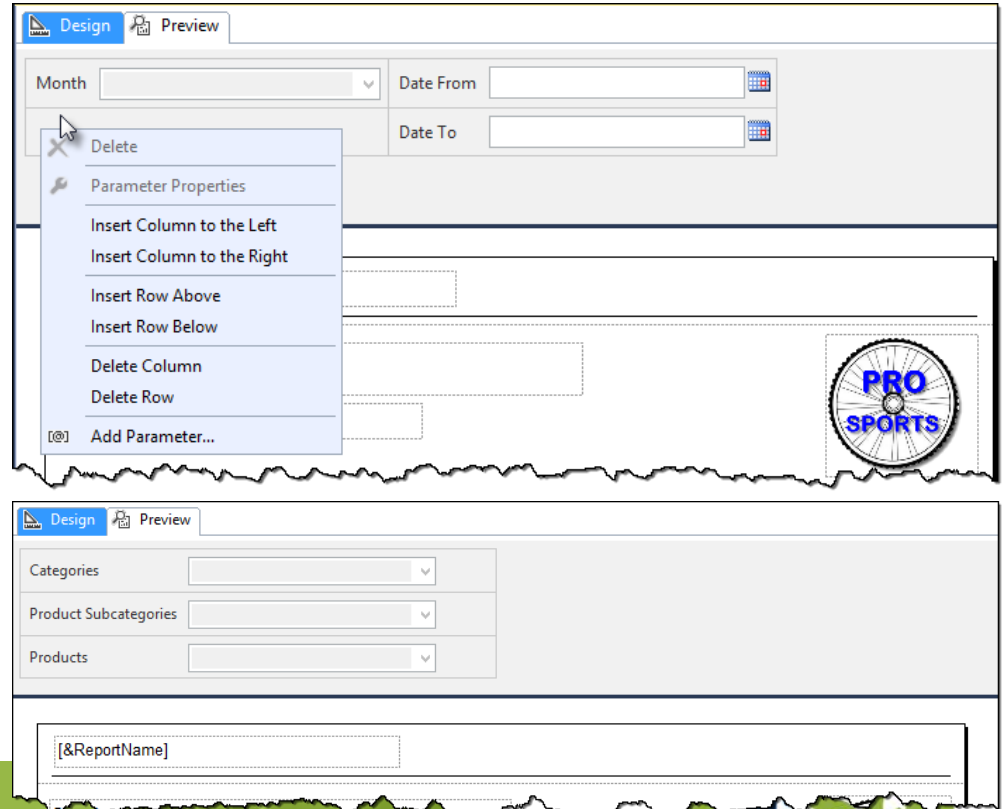 Design Preview
Month Date From
Date To
Delete
Parameter Properties
Insert Column to the Left
Insert Column to the Right
Insert Row Above
Insert Row Below
Delete Column
Delete Row
[@] Add Parameter...
PRO
SPORTS
Design Preview
Categories
Product Subcategories
Products
[&ReportName]